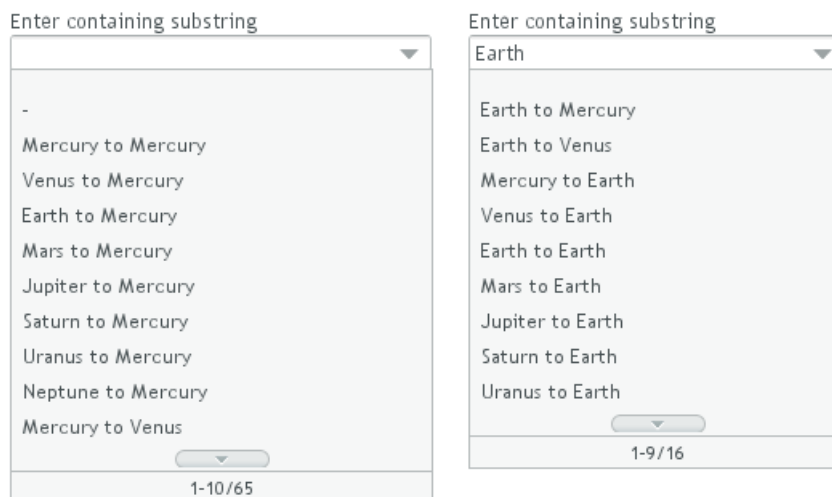 Enter containing substring
-
Mercury to Mercury
Venus to Mercury
Earth to Mercury
Mars to Mercury
Jupiter to Mercury
Saturn to Mercury
Uranus to Mercury
Neptune to Mercury
Mercury to Venus
1-10/65
Enter containing substring
Earth
Earth to Mercury
Earth to Venus
Mercury to Earth
Venus to Earth
Earth to Earth
Mars to Earth
Jupiter to Earth
Saturn to Earth
Uranus to Earth
1-9/16